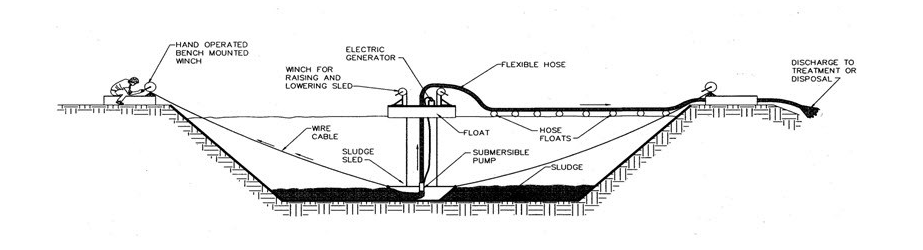 HAND OPERATED
BENCH MOUNTED
WINCH
ELECTRIC
GENERATOR
WINCH FOR
RAISING AND
LOWERING SLED
FLEXIBLE HOSE
DISCHARGE TO
TREATMENT OR
DISPOSAL
WIRE
CABLE
FLOAT
HOSE
FLOATS
SLUDGE
SLED
SUBMERSIBLE
PUMP
SLUDGE